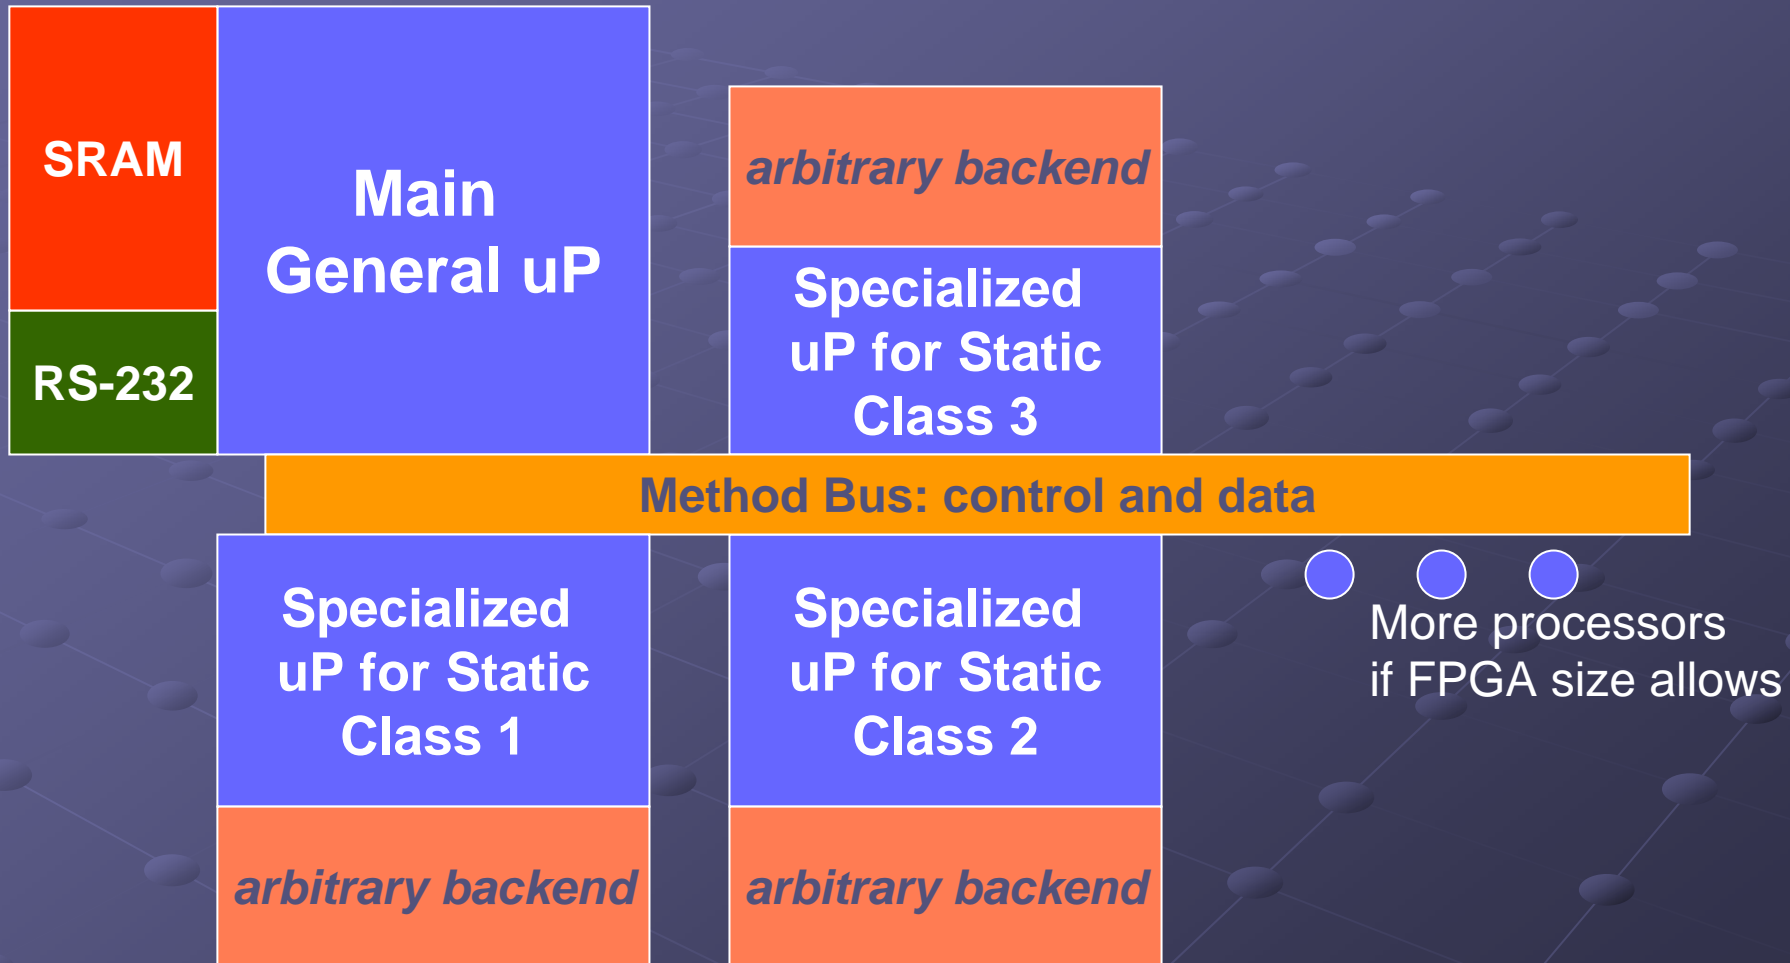 SRAM
RS-232
Main
General uP
arbitrary backend
Specialized
uP for Static
Class 3
Method Bus: control and data
Specialized
uP for Static
Class 1
arbitrary backend
Specialized
uP for Static
Class 2
arbitrary backend
More processors
if FPGA size allows